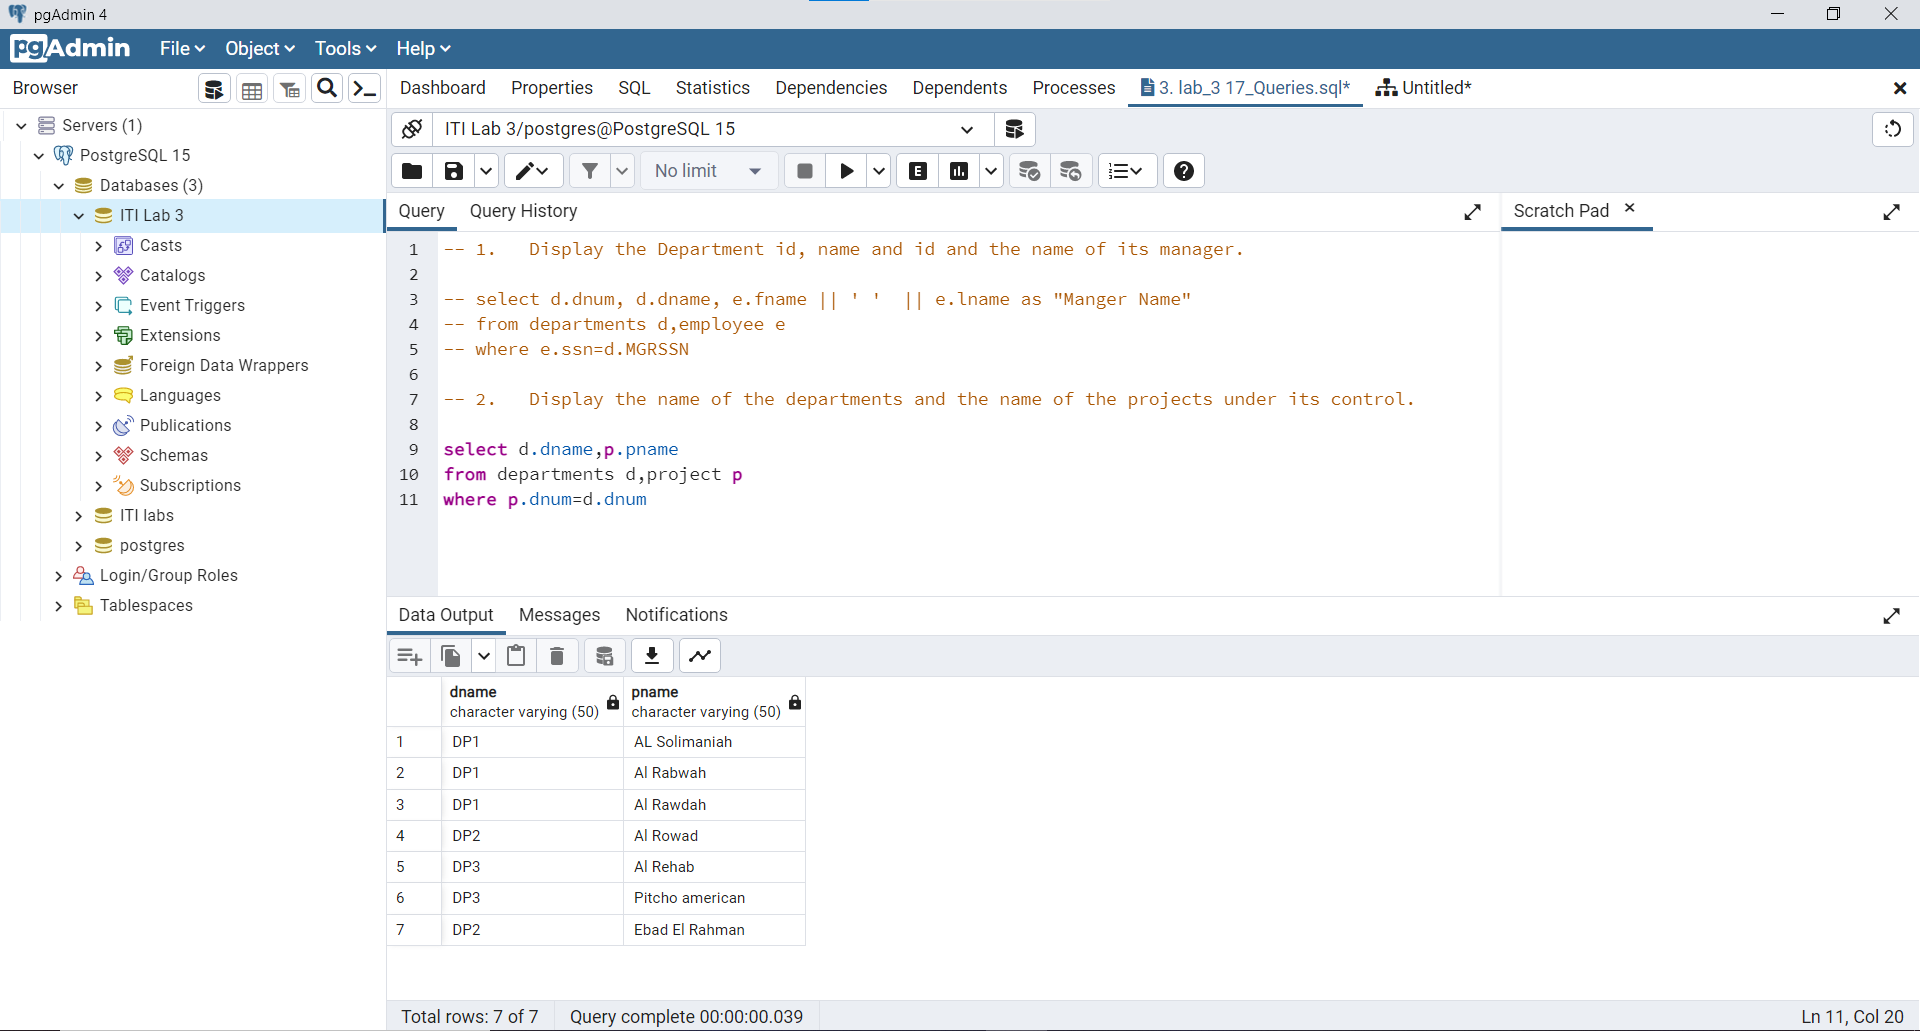 pgAdmin 4
pgAdmin File Object Tools Help
Browser
Dashboard Properties SQL Statistics Dependencies Dependents Processes 3. lab_3 17_Queries.sql* Untitled*
Servers (1)
PostgreSQL 15
Databases (3)
ITI Lab 3
Casts
Catalogs
Event Triggers
Extensions
Foreign Data Wrappers
Languages
Publications
Schemas
Subscriptions
ITI labs
postgres
Login/Group Roles
Tablespaces
ITI Lab 3/postgres@PostgreSQL 15
No limit
E
Query Query History
Scratch Pad
1 -- 1. Display the Department id, name and id and the name of its manager.
2
3 -- select d.dnum, d.dname, e.fname || ' ' || e.lname as "Manger Name"
4 -- from departments d,employee e
5 -- where e.ssn=d.MGRSSN
6
7 -- 2. Display the name of the departments and the name of the projects under its control.
8
9 select d.dname,p.pname
10 from departments d,project p
11 where p.dnum=d.dnum
Data Output Messages Notifications
dname pname
character varying (50) character varying (50)
1 DP1 AL Solimaniah
2 DP1 Al Rabwah
3 DP1 Al Rawdah
4 DP2 Al Rowad
5 DP3 Al Rehab
6 DP3 Pitcho american
7 DP2 Ebad El Rahman
Total rows: 7 of 7 Query complete 00:00:00.039 Ln 11, Col 20